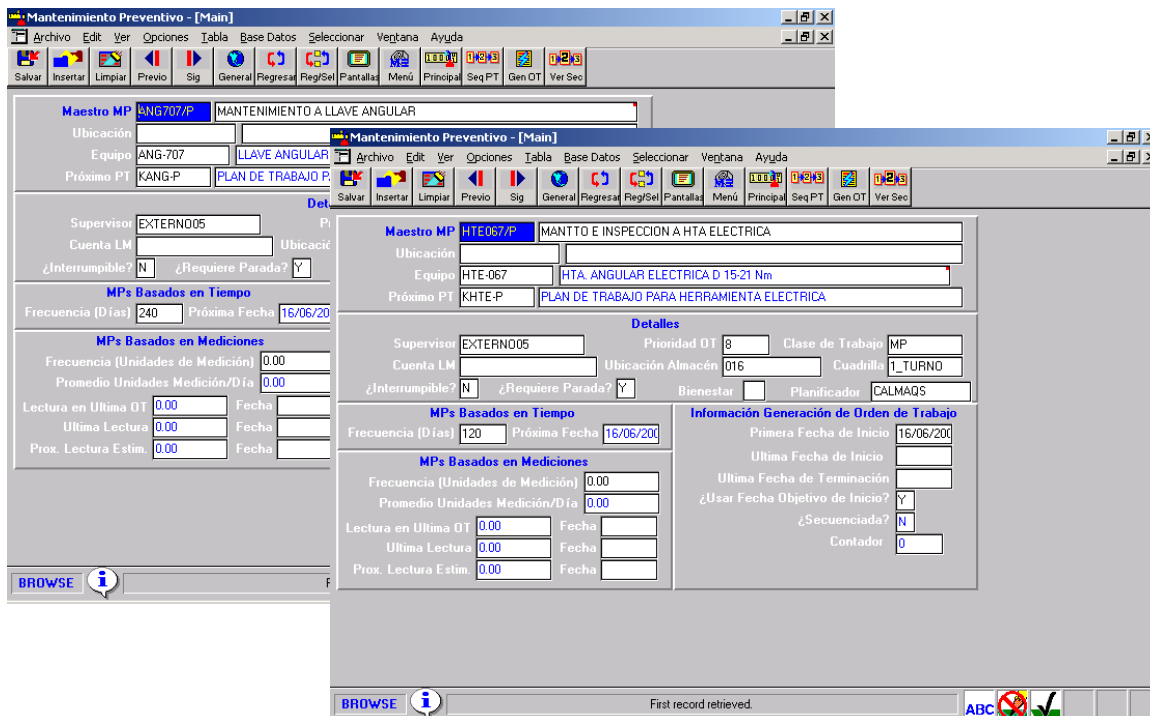 Mantenimiento Preventivo - [Main]
Archivo Edit Ver Opciones Tabla Base Datos Seleccionar Ventana Ayuda
Salvar Insertar Limpiar Previo Sig General Regresar Reg/Sel Pantallas Menú Principal Seq PT Gen OT Ver Sec
Maestro MP ANG707/P MANTENIMIENTO A LLAVE ANGULAR
Ubicación
Equipo ANG-707 LLAVE ANGULAR
Próximo PT KANG-P PLAN DE TRABAJO
Supervisor EXTERNO05
Cuenta LM
¿Interrumpible? N ¿Requiere Parada? Y
MPs Basados en Tiempo
Frecuencia (Días) 240 Próxima Fecha 16/06/20
MPs Basados en Mediciones
Frecuencia (Unidades de Medición) 0.00
Promedio Unidades Medición/Día 0.00
Lectura en Ultima OT 0.00 Fecha
Ultima Lectura 0.00 Fecha
Prox. Lectura Estim. 0.00 Fecha
BROWSE
Mantenimiento Preventivo - [Main]
Archivo Edit Ver Opciones Tabla Base Datos Seleccionar Ventana Ayuda
Salvar Insertar Limpiar Previo Sig General Regresar Reg/Sel Pantallas Menú Principal Seq PT Gen OT Ver Sec
Maestro MP HTE067/P MANTTO E INSPECCION A HTA ELECTRICA
Ubicación
Equipo HTE-067 HTA. ANGULAR ELECTRICA D 15-21 Nm
Próximo PT KHTE-P PLAN DE TRABAJO PARA HERRAMIENTA ELECTRICA
Detalles
Supervisor EXTERNO05 Prioridad OT 8 Clase de Trabajo MP
Cuenta LM Ubicación Almacén 016 Cuadrilla 1_TURNO
¿Interrumpible? N ¿Requiere Parada? Y Bienestar Planificador CALMAQS
MPs Basados en Tiempo
Frecuencia (Días) 120 Próxima Fecha 16/06/200
MPs Basados en Mediciones
Frecuencia (Unidades de Medición) 0.00
Promedio Unidades Medición/Día 0.00
Lectura en Ultima OT 0.00 Fecha
Ultima Lectura 0.00 Fecha
Prox. Lectura Estim. 0.00 Fecha
Información Generación de Orden de Trabajo
Primera Fecha de Inicio 16/06/200
Ultima Fecha de Inicio
Ultima Fecha de Terminación
¿Usar Fecha Objetivo de Inicio? Y
¿Secuenciada? N
Contador 0
BROWSE First record retrieved. ABC